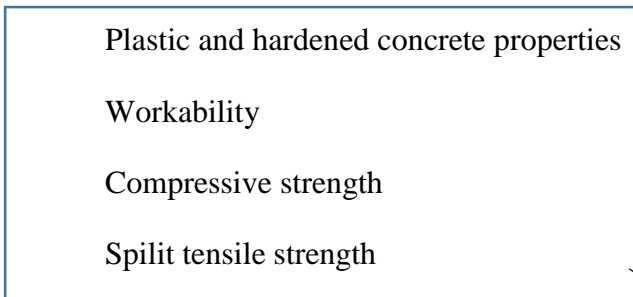 Plastic and hardened concrete properties
Workability
Compressive strength
Spilit tensile strength